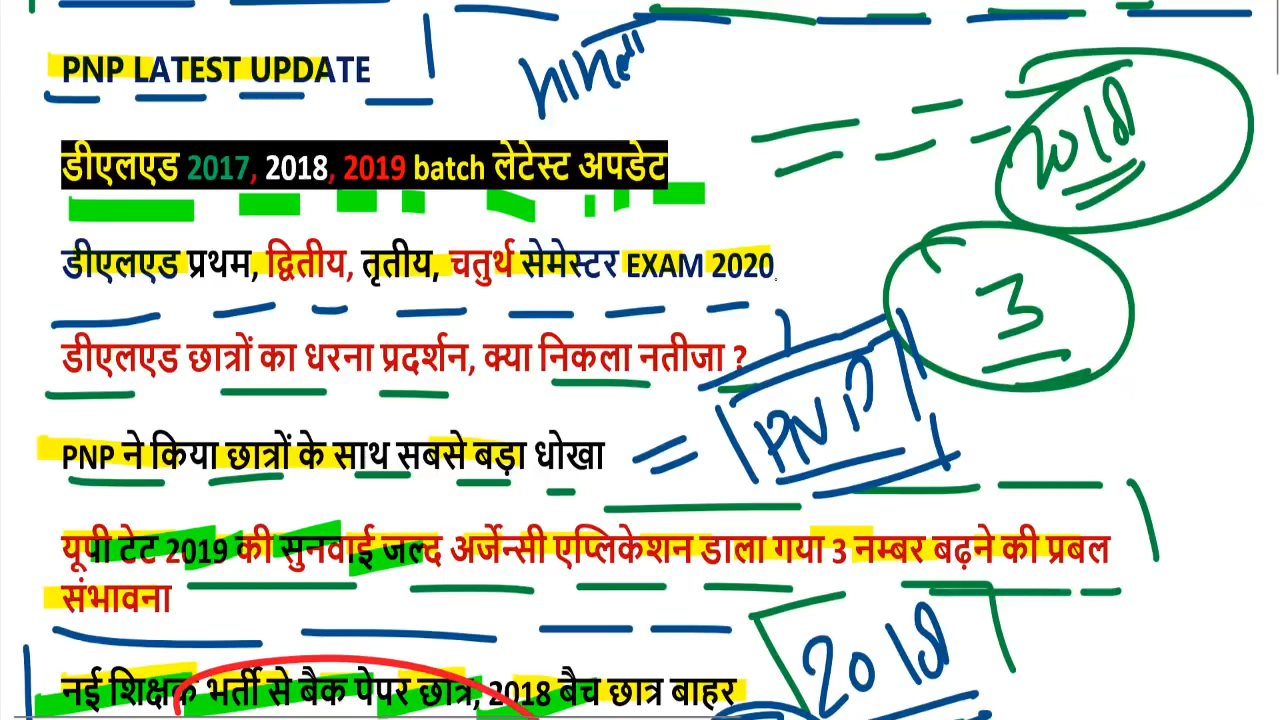 PNP LATEST UPDATE
2018
डीएलएड 2017, 2018, 2019 batch लेटेस्ट अपडेट
डीएलएड प्रथम, द्वितीय, तृतीय, चतुर्थ सेमेस्टर EXAM 2020
3
डीएलएड छात्रों का धरना प्रदर्शन, क्या निकला नतीजा ?
PNP ने किया छात्रों के साथ सबसे बड़ा धोखा
PNP
यूपी टेट 2019 की सुनवाई जल्द अर्जेन्सी एप्लिकेशन डाला गया 3 नम्बर बढ़ने की प्रबल
संभावना
नई शिक्षक भर्ती से बैक पेपर छात्र, 2018 बैच छात्र बाहर
2018